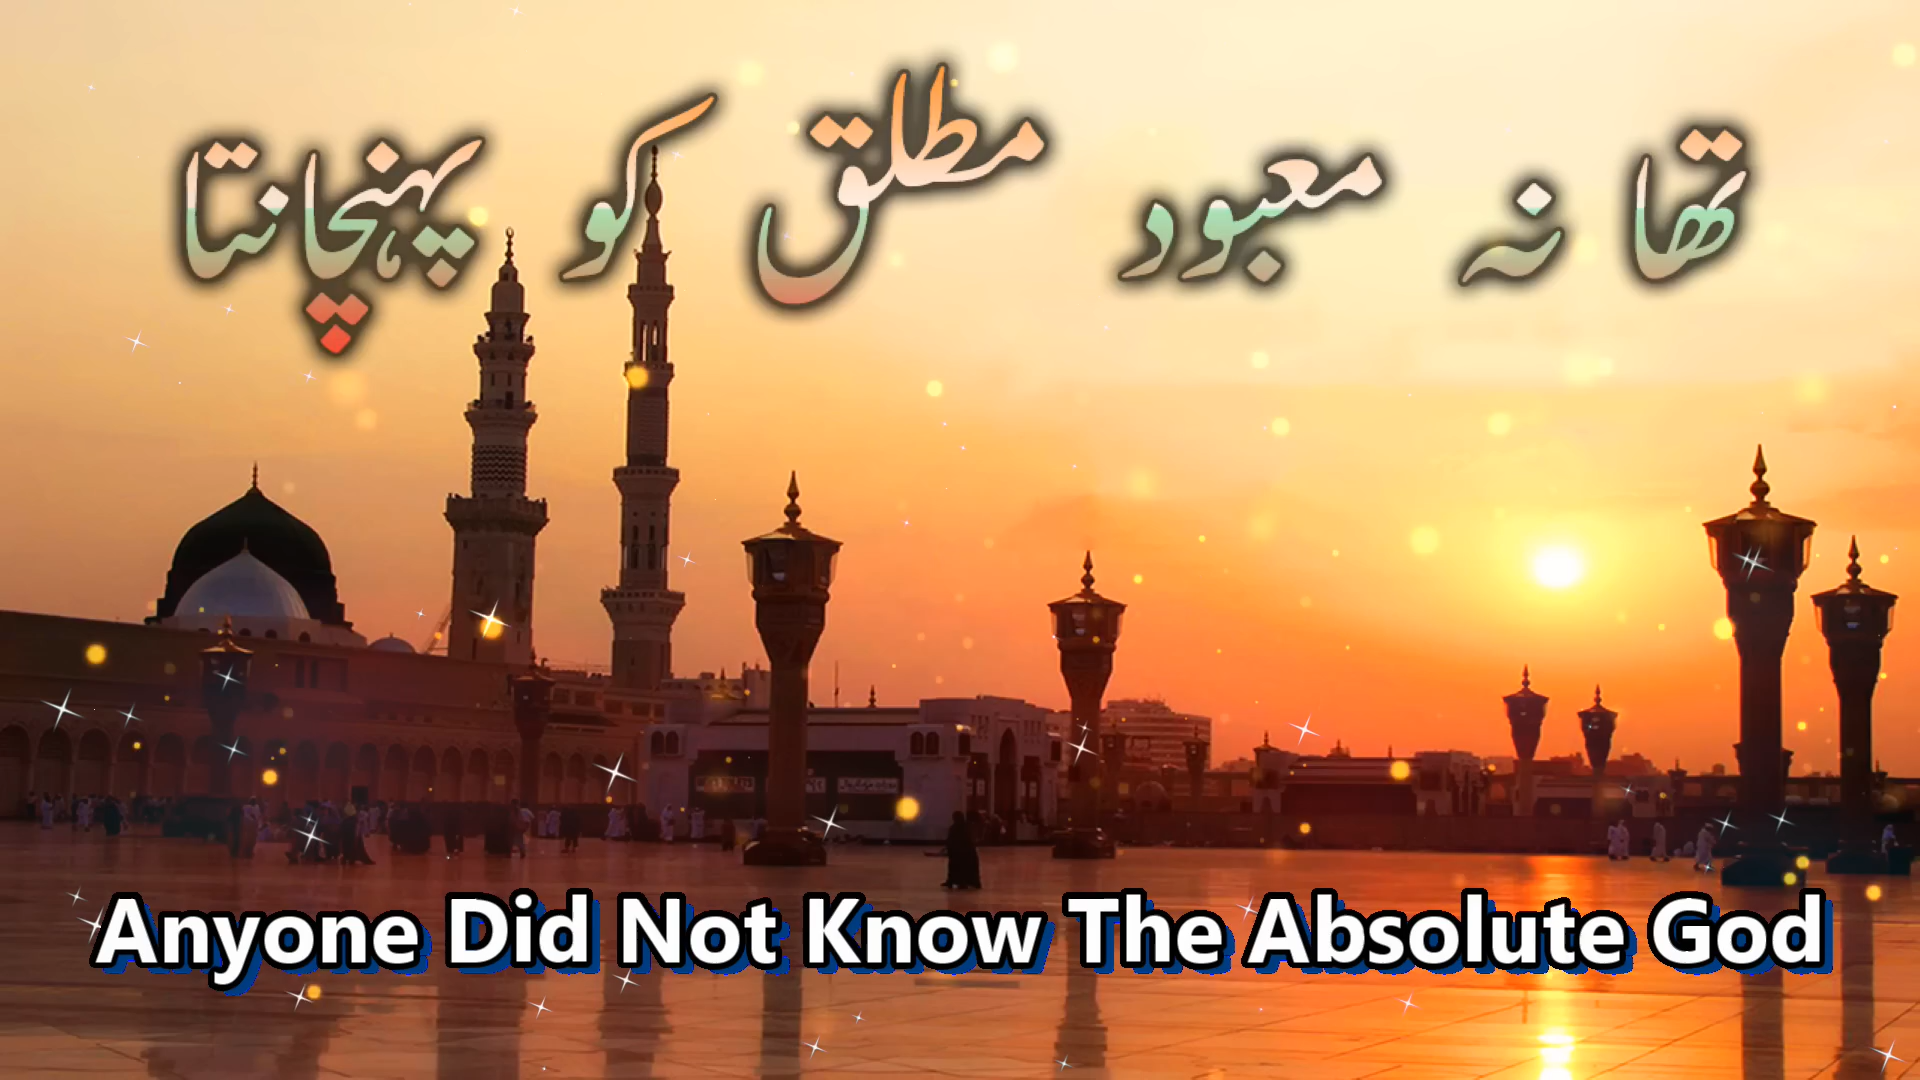 تھا نہ معبود مطلق کو پہنچانتا
Anyone Did Not Know The Absolute God